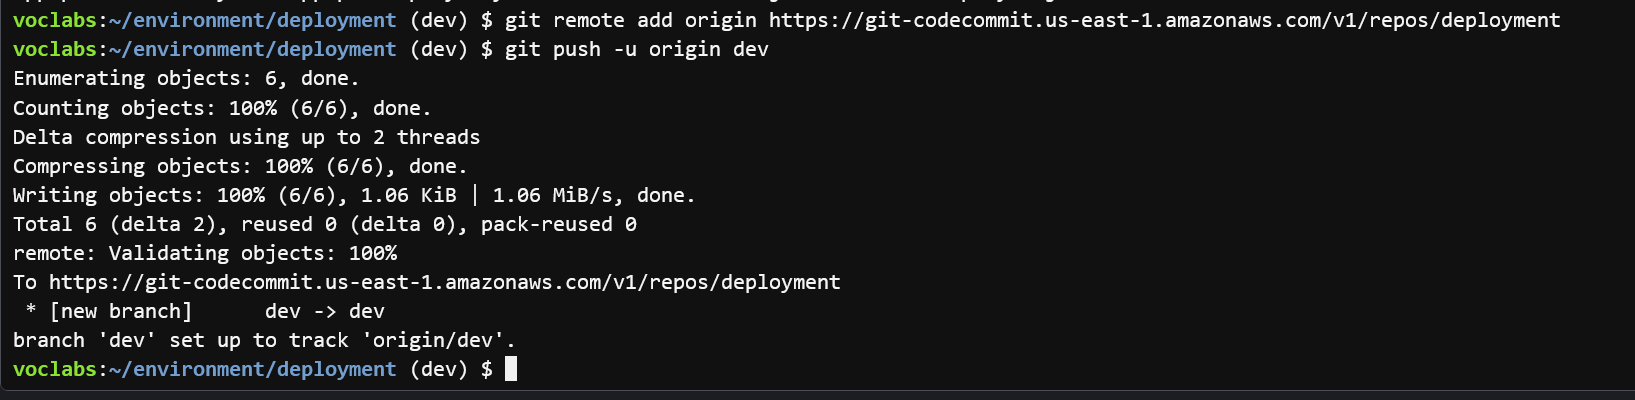 voclabs:~/environment/deployment (dev) $ git remote add origin https://git-codecommit.us-east-1.amazonaws.com/v1/repos/deployment
voclabs:~/environment/deployment (dev) $ git push -u origin dev
Enumerating objects: 6, done.
Counting objects: 100% (6/6), done.
Delta compression using up to 2 threads
Compressing objects: 100% (6/6), done.
Writing objects: 100% (6/6), 1.06 KiB | 1.06 MiB/s, done.
Total 6 (delta 2), reused 0 (delta 0), pack-reused 0
remote: Validating objects: 100%
To https://git-codecommit.us-east-1.amazonaws.com/v1/repos/deployment
 * [new branch]      dev -> dev
branch 'dev' set up to track 'origin/dev'.
voclabs:~/environment/deployment (dev) $